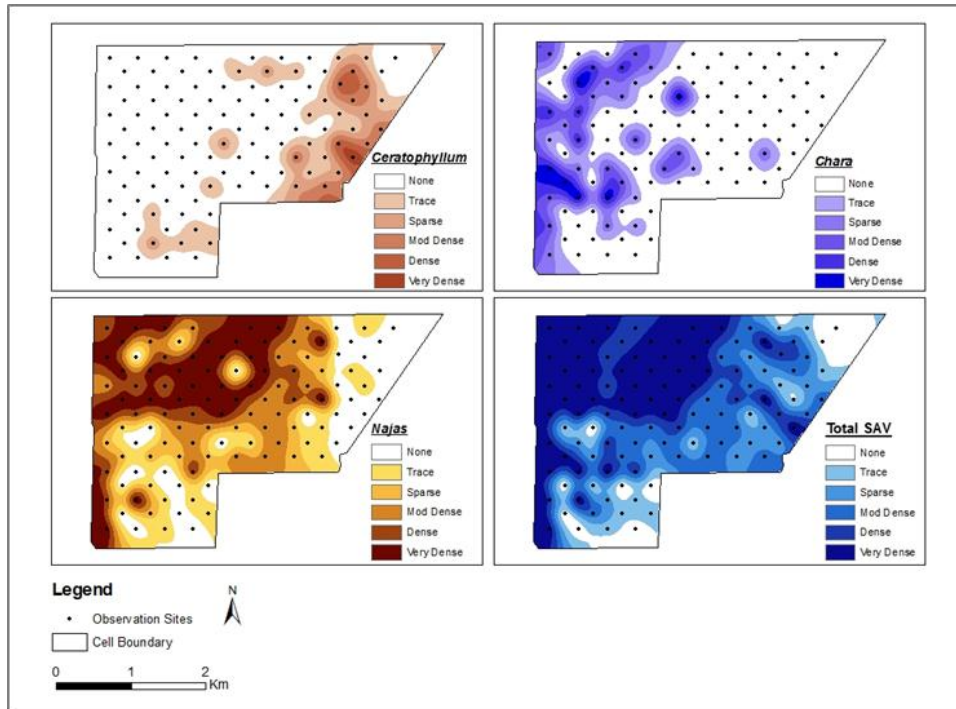 Ceratophyllum
None
Trace
Sparse
Mod Dense
Dense
Very Dense
Chara
None
Trace
Sparse
Mod Dense
Dense
Very Dense
Najas
None
Trace
Sparse
Mod Dense
Dense
Very Dense
Total SAV
None
Trace
Sparse
Mod Dense
Dense
Very Dense
Legend
Observation Sites
Cell Boundary
N
0 1 2
Km